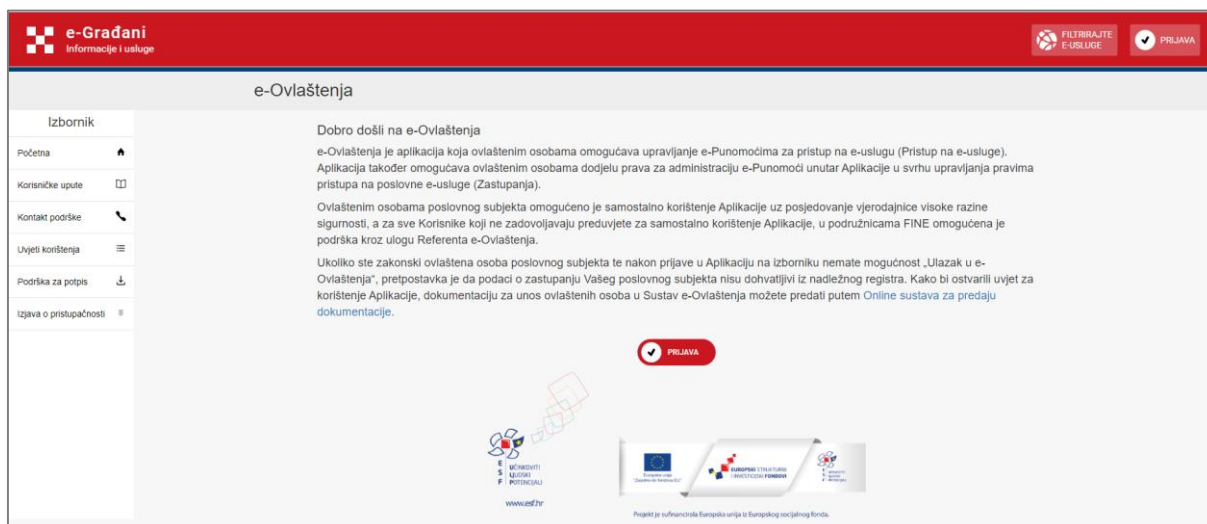 e-Građani
Informacije i usluge
FILTRIRAJTE
E-USLUGE
PRIJAVA
e-Ovlaštenja
Izbornik
Početna
Korisničke upute
Kontakt podrške
Uvjeti korištenja
Podrška za potpis
Izjava o pristupačnosti
Dobro došli na e-Ovlaštenja
e-Ovlaštenja je aplikacija koja ovlaštenim osobama omogućava upravljanje e-Punomoćima za pristup na e-uslugu (Pristup na e-usluge).
Aplikacija također omogućava ovlaštenim osobama dodjelu prava za administraciju e-Punomoći unutar Aplikacije u svrhu upravljanja pravima
pristupa na poslovne e-usluge (Zastupanja).
Ovlaštenim osobama poslovnog subjekta omogućeno je samostalno korištenje Aplikacije uz posjedovanje vjerodajnice visoke razine
sigurnosti, a za sve Korisnike koji ne zadovoljavaju preduvjete za samostalno korištenje Aplikacije, u podružnicama FINE omogućena je
podrška kroz ulogu Referenta e-Ovlaštenja.
Ukoliko ste zakonski ovlaštena osoba poslovnog subjekta te nakon prijave u Aplikaciju na izborniku nemate mogućnost „Ulazak u e-
Ovlaštenja“, pretpostavka je da podaci o zastupanju Vašeg poslovnog subjekta nisu dohvatljivi iz nadležnog registra. Kako bi ostvarili uvjet za
korištenje Aplikacije, dokumentaciju za unos ovlaštenih osoba u Sustav e-Ovlaštenja možete predati putem Online sustava za predaju
dokumentacije.
PRIJAVA
E UČINKOVITI
S LJUDSKI
F POTENCIJALI
www.esf.hr
EUROPSKI STRUKTURNI
I INVESTICIJSKI FONDOVI
Projekt je sufinancirala Europska unija iz Europskog socijalnog fonda.